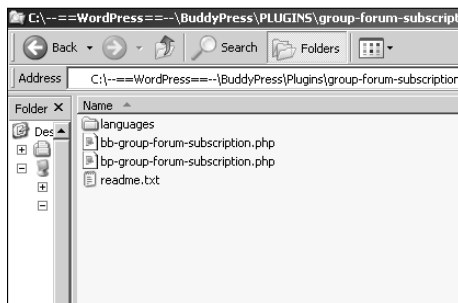 C:\--==WordPress==--\BuddyPress\PLUGINS\group-forum-subscript
Back Search Folders
Address C:\--==WordPress==--\BuddyPress\Plugins\group-forum-subscription
Folder X Name
Des languages
bb-group-forum-subscription.php
bp-group-forum-subscription.php
readme.txt